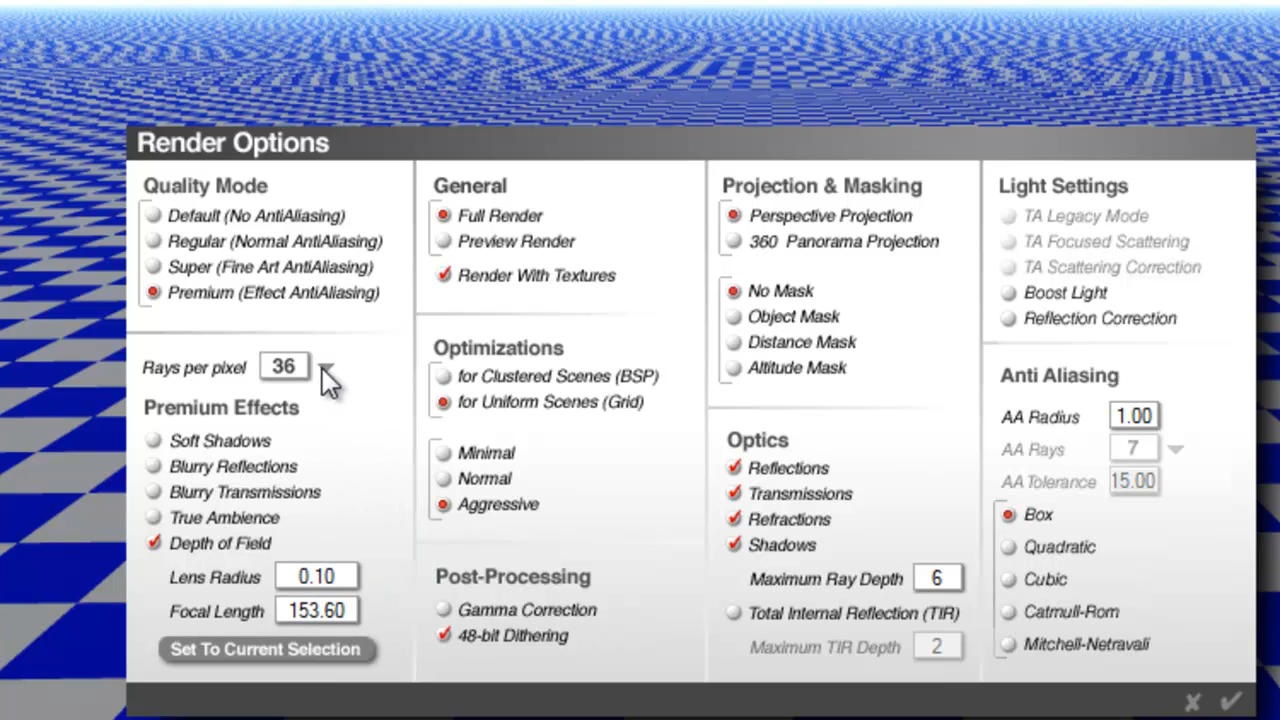 Render Options
Quality Mode
Default (No AntiAliasing)
Regular (Normal AntiAliasing)
Super (Fine Art AntiAliasing)
Premium (Effect AntiAliasing)
Rays per pixel 36
Premium Effects
Soft Shadows
Blurry Reflections
Blurry Transmissions
True Ambience
Depth of Field
Lens Radius 0.10
Focal Length 153.60
Set To Current Selection
General
Full Render
Preview Render
Render With Textures
Optimizations
for Clustered Scenes (BSP)
for Uniform Scenes (Grid)
Minimal
Normal
Aggressive
Post-Processing
Gamma Correction
48-bit Dithering
Projection & Masking
Perspective Projection
360 Panorama Projection
No Mask
Object Mask
Distance Mask
Altitude Mask
Optics
Reflections
Transmissions
Refractions
Shadows
Maximum Ray Depth 6
Total Internal Reflection (TIR)
Maximum TIR Depth 2
Light Settings
TA Legacy Mode
TA Focused Scattering
TA Scattering Correction
Boost Light
Reflection Correction
Anti Aliasing
AA Radius 1.00
AA Rays 7
AA Tolerance 15.00
Box
Quadratic
Cubic
Catmull-Rom
Mitchell-Netravali